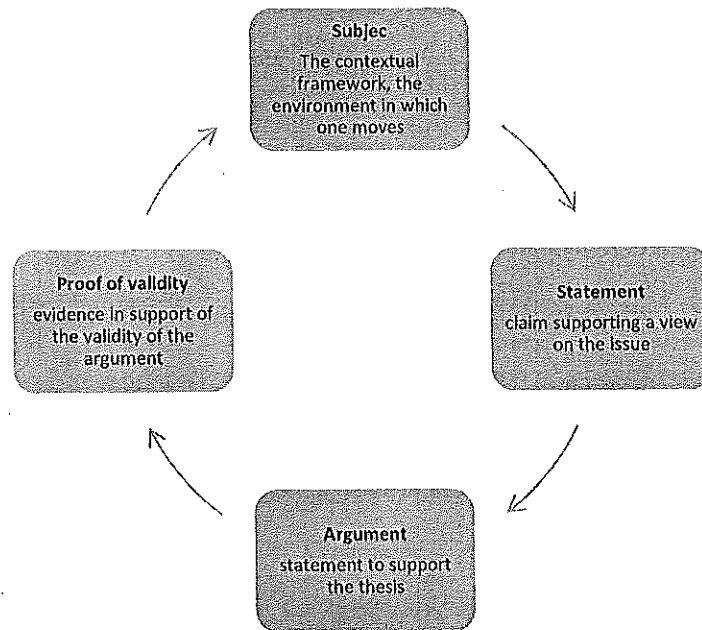 Subjec
The contextual
framework, the
environment in which
one moves
Statement
claim supporting a view
on the issue
Argument
statement to support
the thesis
Proof of validity
evidence in support of
the validity of the
argument